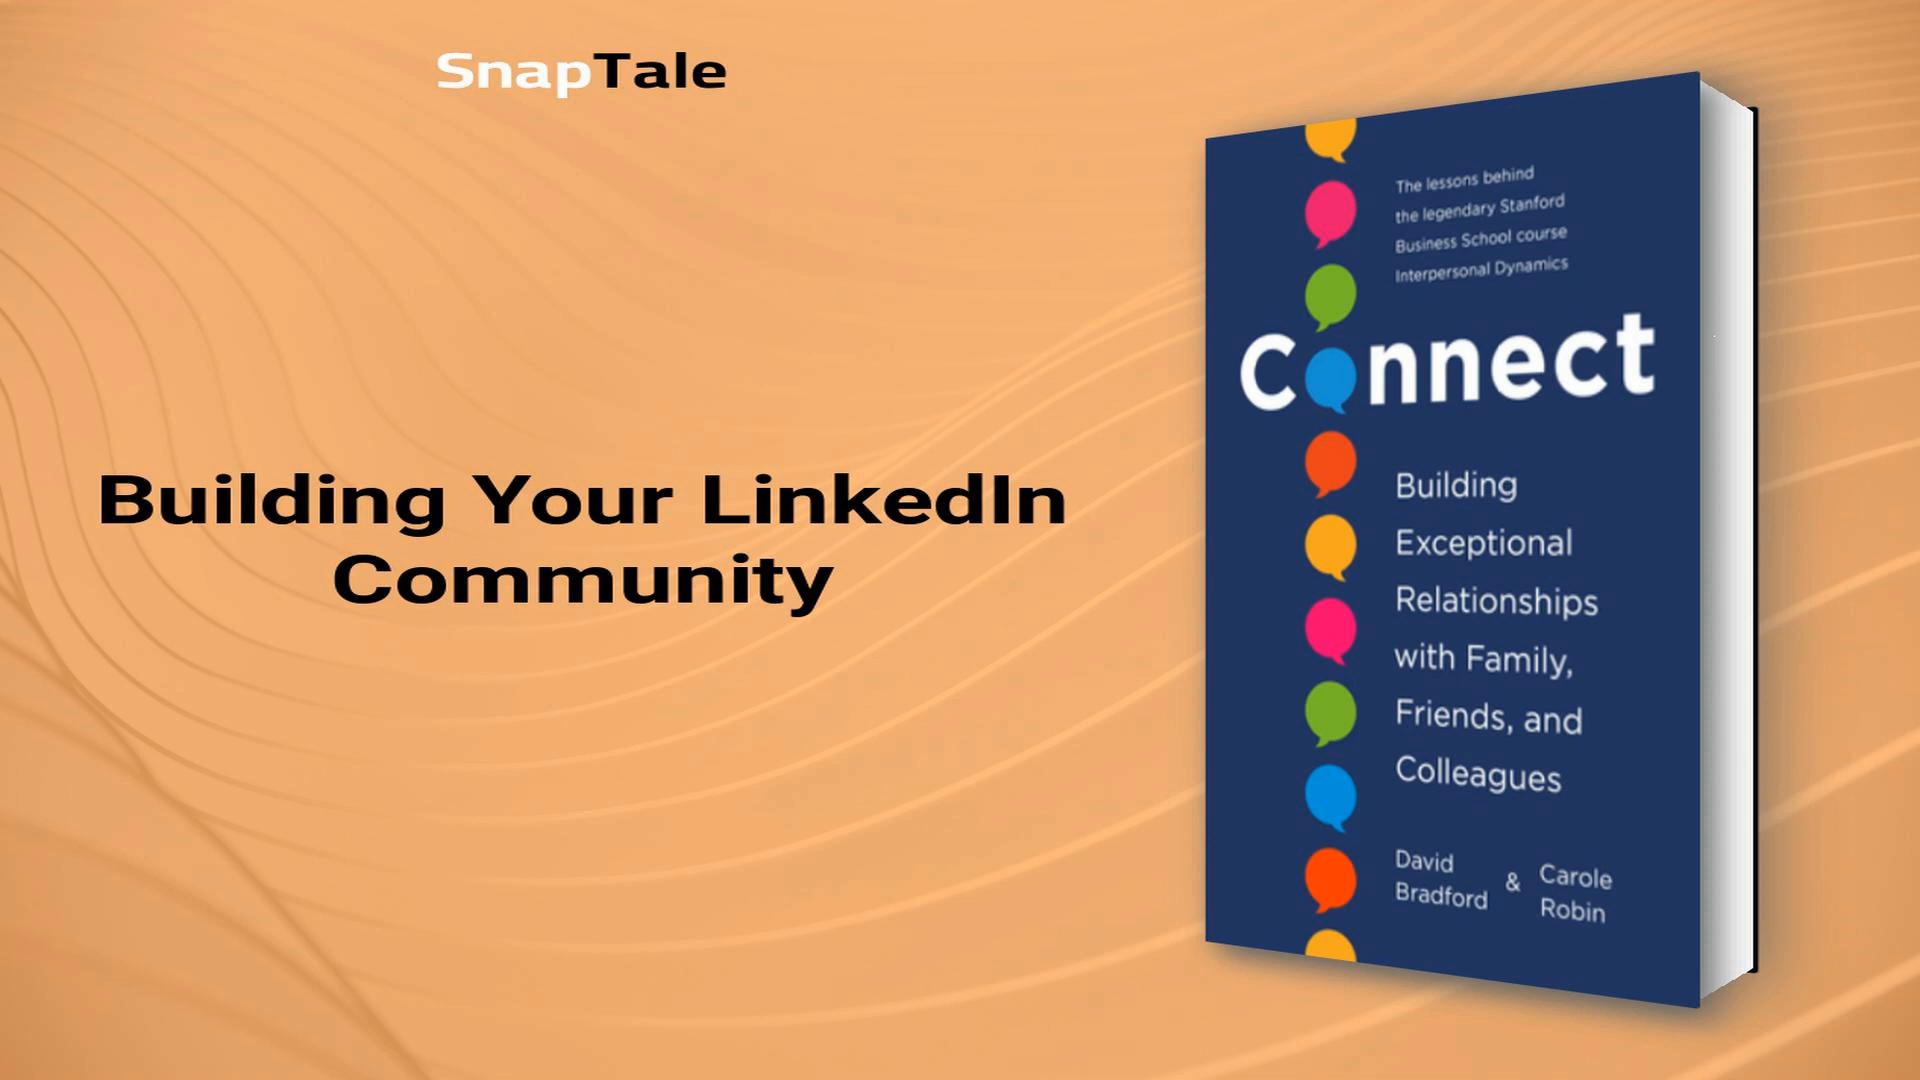 SnapTale
Building Your LinkedIn
Community
The lessons behind
the legendary Stanford
Business School course
Interpersonal Dynamics
Connect
Building
Exceptional
Relationships
with Family,
Friends, and
Colleagues
David
Bradford
&
Carole
Robin